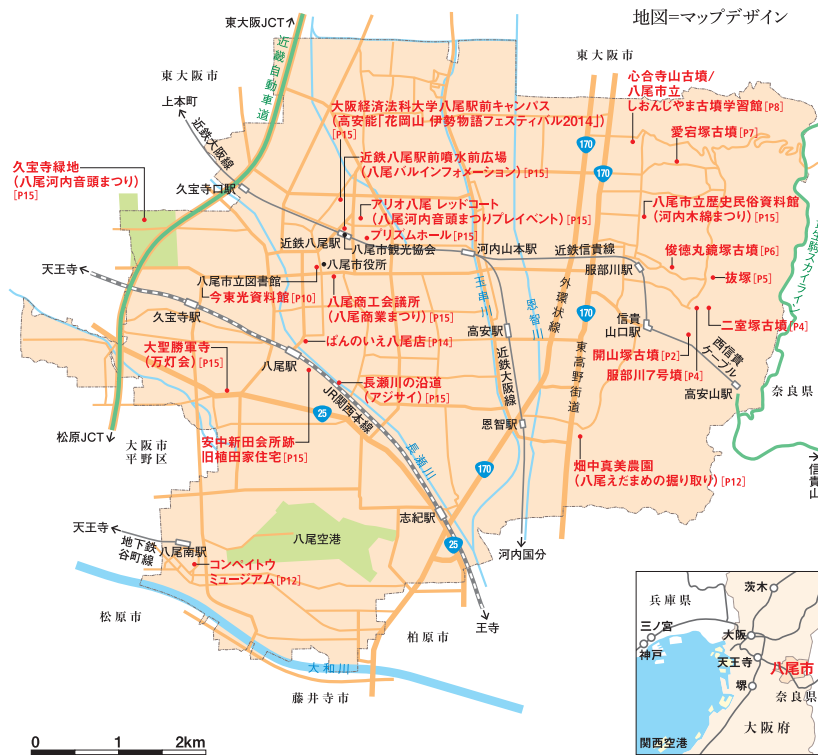 地図=マップデザイン
東大阪JCT
近畿自動車道
東大阪市
東大阪市
上本町
近鉄大阪線
心合寺山古墳/
八尾市立
しおんじやま古墳学習館[P8]
大阪経済法科大学八尾駅前キャンパス
(高安能「花岡山 伊勢物語フェスティバル2014」)
[P15]
愛宕塚古墳[P7]
170
170
近鉄八尾駅前噴水前広場
(八尾バルインフォメーション)[P15]
久宝寺緑地
(八尾河内音頭まつり)
[P15]
久宝寺口駅
アリオ八尾 レッドコート
(八尾河内音頭まつりプレイベント)[P15]
プリズムホール[P15]
八尾市立歴史民俗資料館
(河内木綿まつり)[P15]
近鉄八尾駅
八尾市観光協会
河内山本駅
近鉄信貴線
服部川駅
俊徳丸鏡塚古墳[P6]
八尾市役所
天王寺
八尾市立図書館
今東光資料館[P10]
抜塚[P5]
玉串川
恩智川
外環状線
八尾商工会議所
(八尾商業まつり)[P15]
久宝寺駅
170
信貴
山口駅
二室塚古墳[P4]
高安駅
開山塚古墳[P2]
服部川7号墳[P4]
西信貴
ケーブル
ぱんのいえ八尾店[P14]
大聖勝軍寺
(万灯会)[P15]
八尾駅
近鉄大阪線
東高野街道
高安山駅
奈良県
長瀬川の沿道
(アジサイ)[P15]
JR関西本線
25
恩智駅
松原JCT
大阪市
平野区
安中新田会所跡
旧植田家住宅[P15]
長瀬川
170
畑中真美農園
(八尾えだまめの掘り取り)[P12]
信貴山
志紀駅
天王寺
八尾空港
地下鉄
谷町線
八尾南駅
25
河内国分
コンペイトウ
ミュージアム[P12]
王寺
松原市
柏原市
大和川
藤井寺市
0 1 2km
兵庫県
茨木
三ノ宮
神戸
大阪
天王寺
八尾市
堺
奈良県
大阪府
関西空港